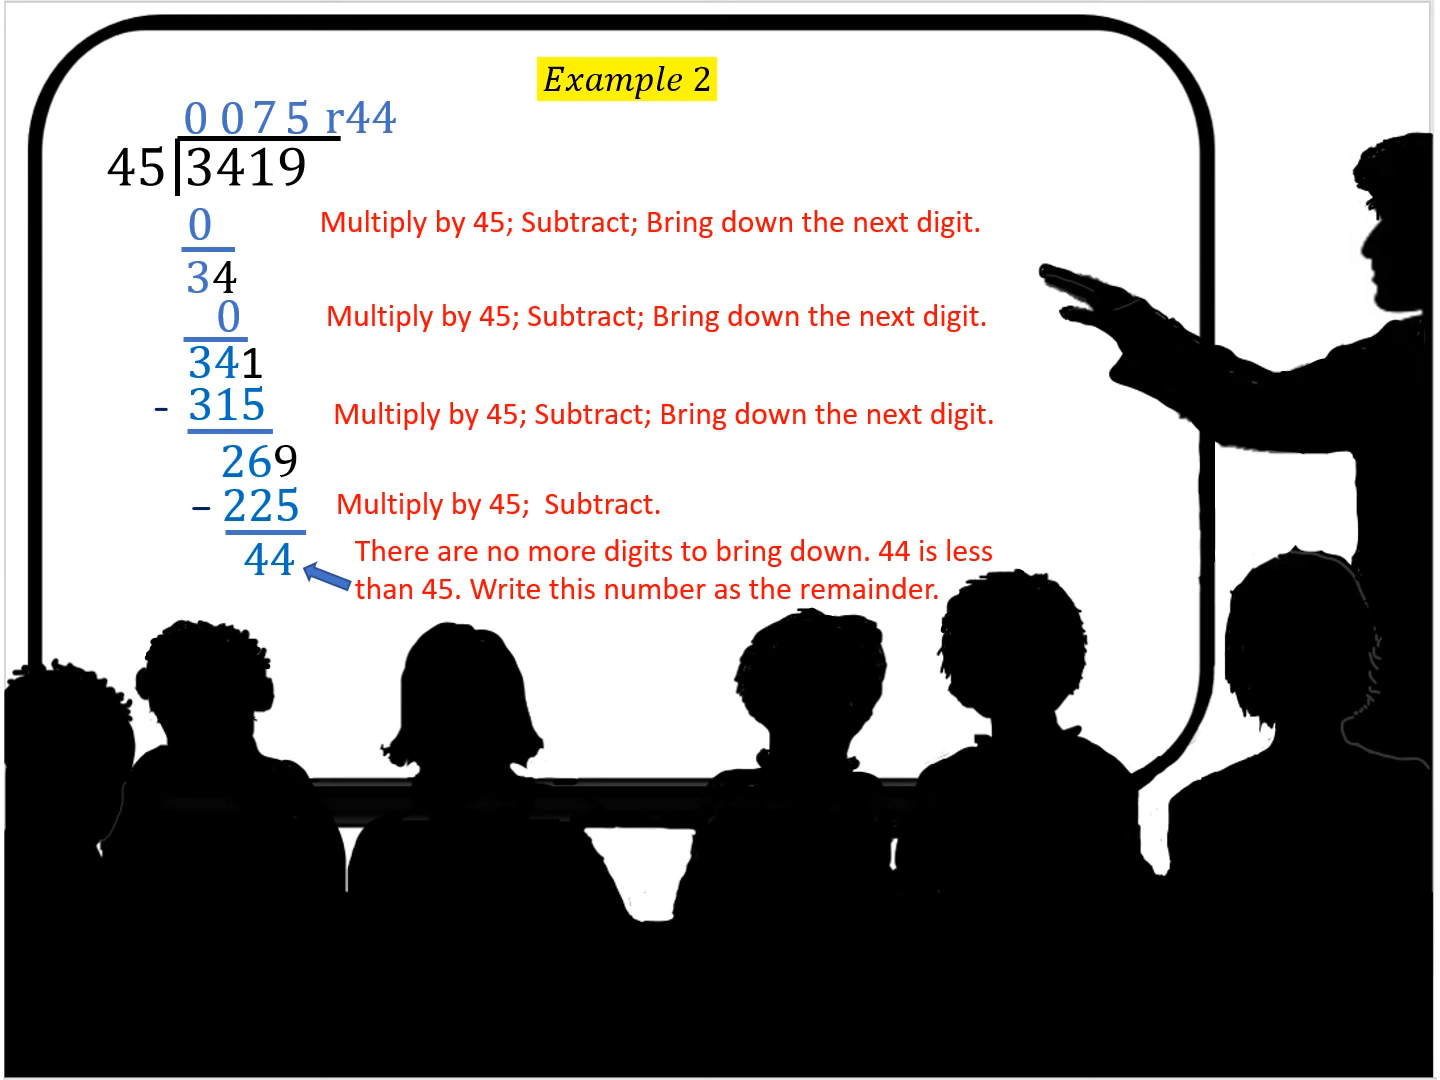 Example 2
0 0 7 5 r44
45 3419
0 Multiply by 45; Subtract; Bring down the next digit.
34
0 Multiply by 45; Subtract; Bring down the next digit.
341
- 315 Multiply by 45; Subtract; Bring down the next digit.
269
– 225 Multiply by 45; Subtract.
44 There are no more digits to bring down. 44 is less
than 45. Write this number as the remainder.